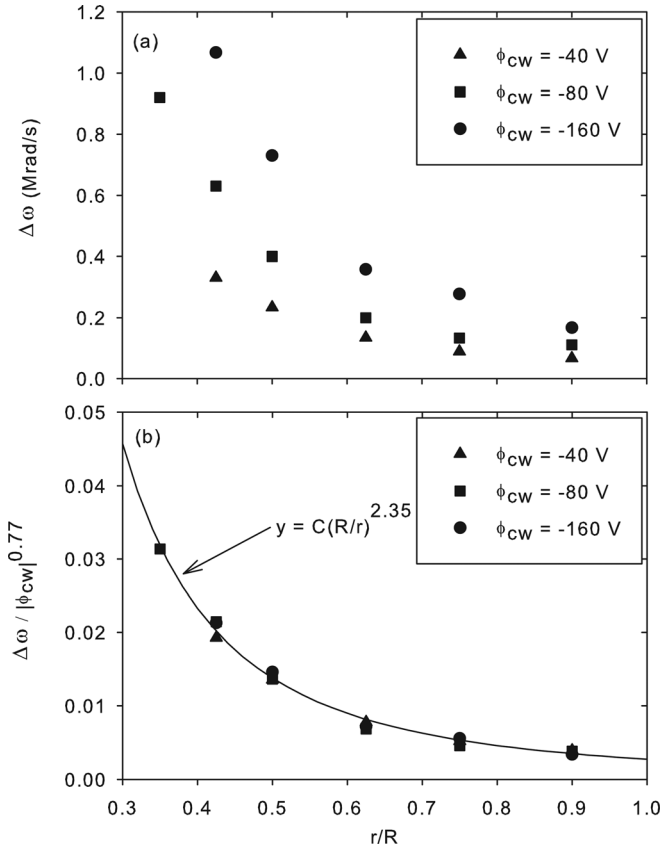 (a)
ϕcw = -40 V
ϕcw = -80 V
ϕcw = -160 V
1.2
1.0
0.8
0.6
0.4
0.2
0.0
Δω (Mrad/s)
(b)
ϕcw = -40 V
ϕcw = -80 V
ϕcw = -160 V
y = C(R/r)^2.35
0.05
0.04
0.03
0.02
0.01
0.00
Δω / |ϕcw|^0.77
0.3 0.4 0.5 0.6 0.7 0.8 0.9 1.0
r/R